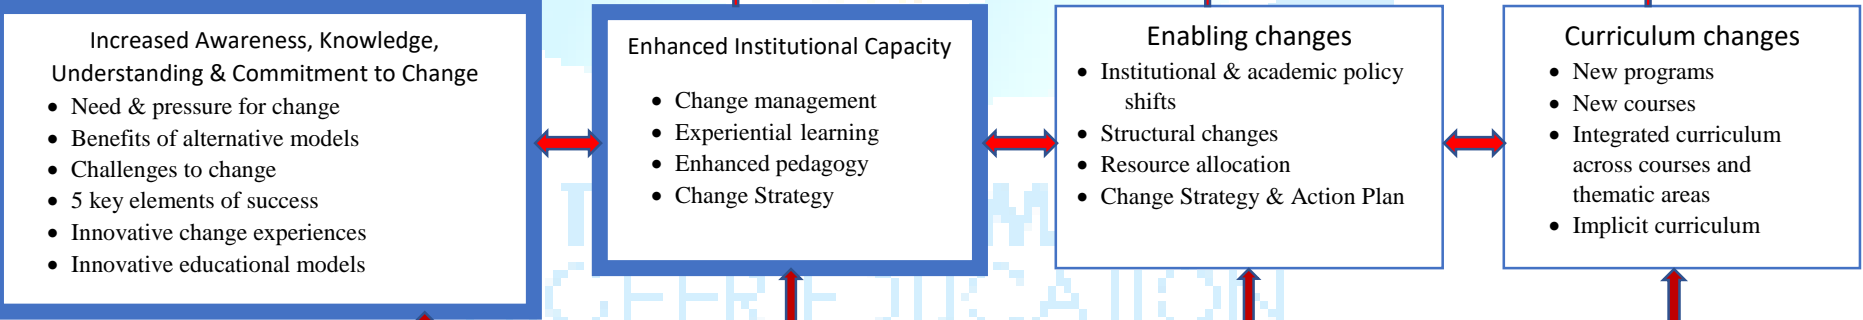 Increased Awareness, Knowledge,
Understanding & Commitment to Change
• Need & pressure for change
• Benefits of alternative models
• Challenges to change
• 5 key elements of success
• Innovative change experiences
• Innovative educational models
Enhanced Institutional Capacity
• Change management
• Experiential learning
• Enhanced pedagogy
• Change Strategy
Enabling changes
• Institutional & academic policy
shifts
• Structural changes
• Resource allocation
• Change Strategy & Action Plan
Curriculum changes
• New programs
• New courses
• Integrated curriculum
across courses and
thematic areas
• Implicit curriculum